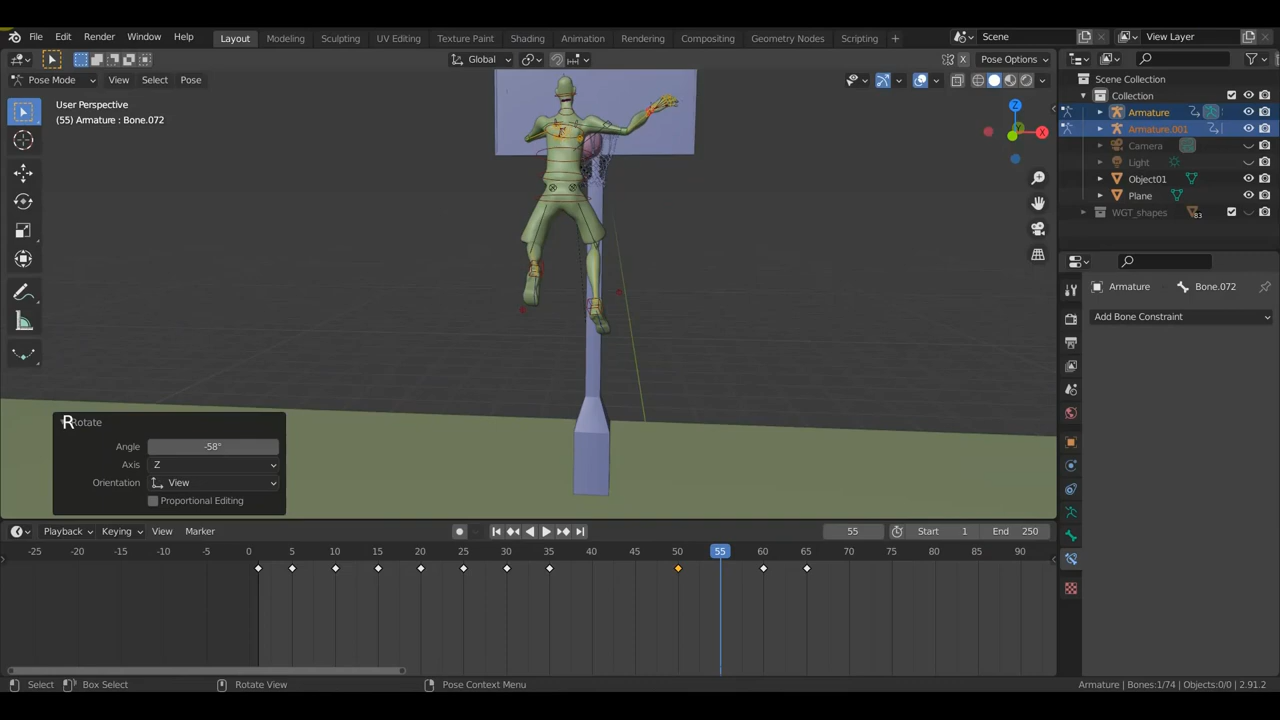 File Edit Render Window Help Layout Modeling Sculpting UV Editing Texture Paint Shading Animation Rendering Compositing Geometry Nodes Scripting + Scene View Layer
Global Pose Options
Pose Mode View Select Pose
User Perspective
(55) Armature : Bone.072
X
Y
Z
Scene Collection
Collection
Armature
Armature.001
Camera
Light
Object01
Plane
WGT_shapes 83
Armature Bone.072
Add Bone Constraint
R
Rotate
Angle -58°
Axis Z
Orientation View
Proportional Editing
Playback Keying View Marker 55 Start 1 End 250
-25 -20 -15 -10 -5 0 5 10 15 20 25 30 35 40 45 50 55 60 65 70 75 80 85 90
Select Box Select Rotate View Pose Context Menu Armature | Bones:1/74 | Objects:0/0 | 2.91.2